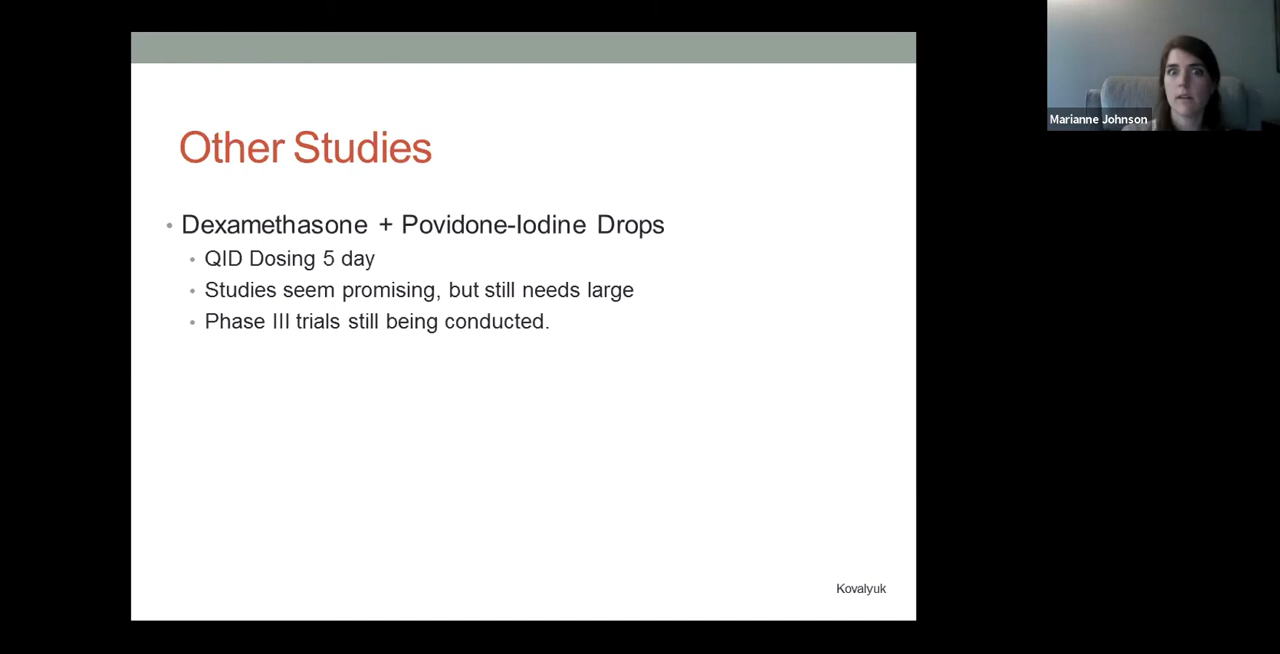 Other Studies
Dexamethasone + Povidone-Iodine Drops
QID Dosing 5 day
Studies seem promising, but still needs large
Phase III trials still being conducted.
Kovalyuk
Marianne Johnson